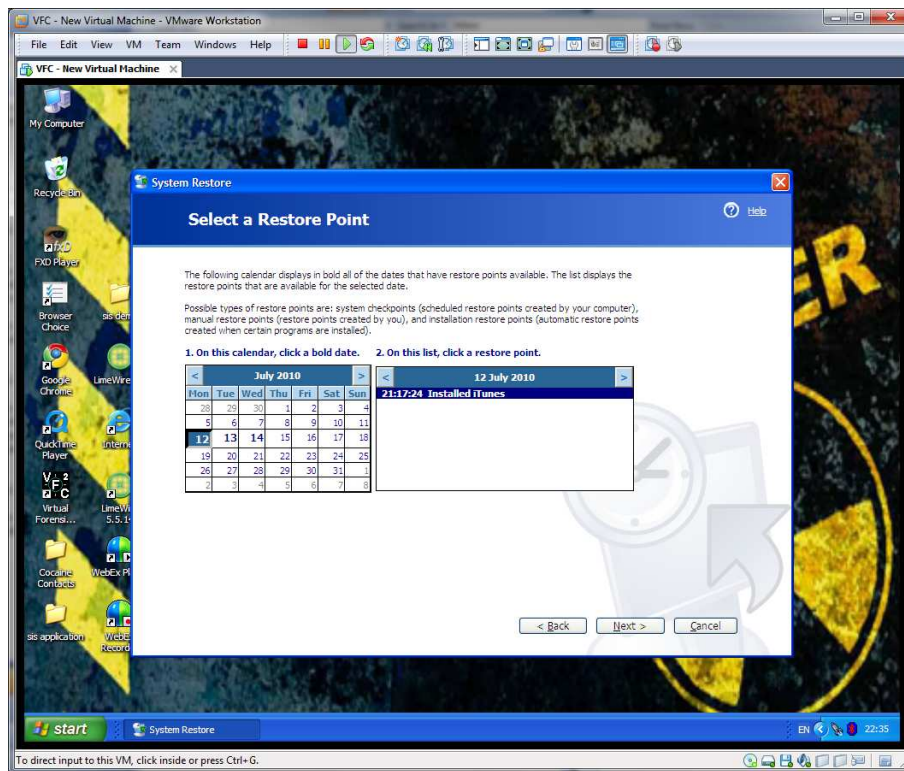 VFC - New Virtual Machine - VMware Workstation
File Edit View VM Team Windows Help
VFC - New Virtual Machine
My Computer
Recycle Bin
FXD Player
Browser Choice
sis dem
Google Chrome
LimeWire
QuickTime Player
Interne
Virtual Forensi...
LimeWi
5.5.1
Cocaine Contacts
WebEx Pl
sis application
WebE
Record
ER
System Restore
Select a Restore Point
Help
The following calendar displays in bold all of the dates that have restore points available. The list displays the
restore points that are available for the selected date.
Possible types of restore points are: system checkpoints (scheduled restore points created by your computer),
manual restore points (restore points created by you), and installation restore points (automatic restore points
created when certain programs are installed).
1. On this calendar, click a bold date. 2. On this list, click a restore point.
< July 2010 >
Mon Tue Wed Thu Fri Sat Sun
28 29 30 1 2 3 4
5 6 7 8 9 10 11
12 13 14 15 16 17 18
19 20 21 22 23 24 25
26 27 28 29 30 31 1
2 3 4 5 6 7 8
< 12 July 2010 >
21:17:24 Installed iTunes
< Back Next > Cancel
start
System Restore
EN
22:35
To direct input to this VM, click inside or press Ctrl+G.